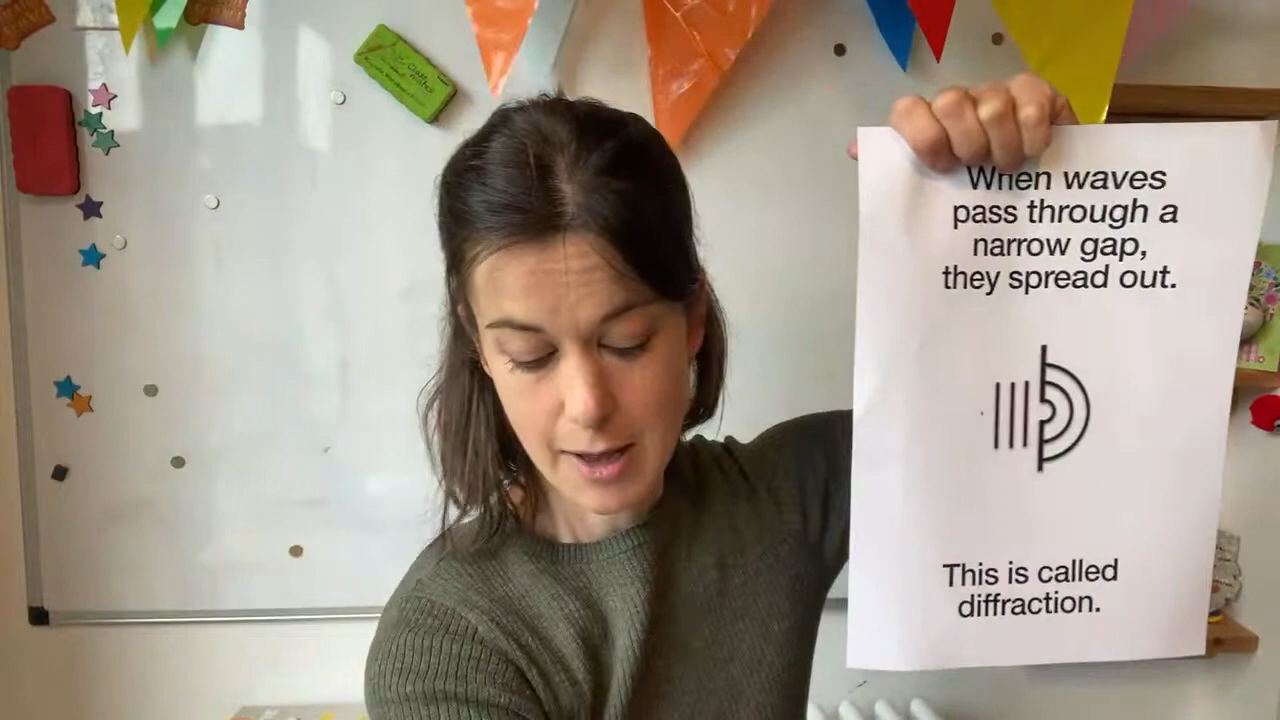 When waves
pass through a
narrow gap,
they spread out.
This is called
diffraction.